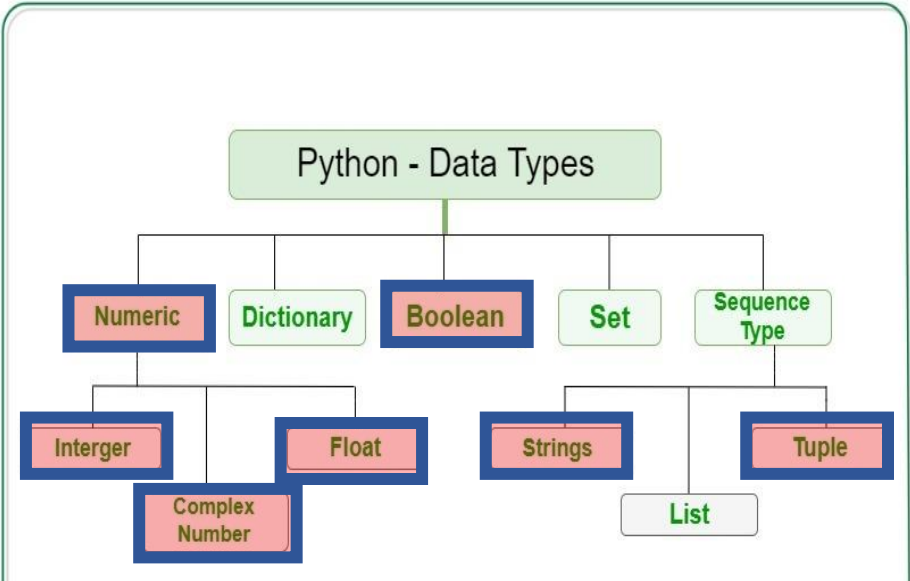 Python - Data Types
Numeric
Dictionary
Boolean
Set
Sequence
Type
Interger
Float
Strings
Tuple
Complex
Number
List